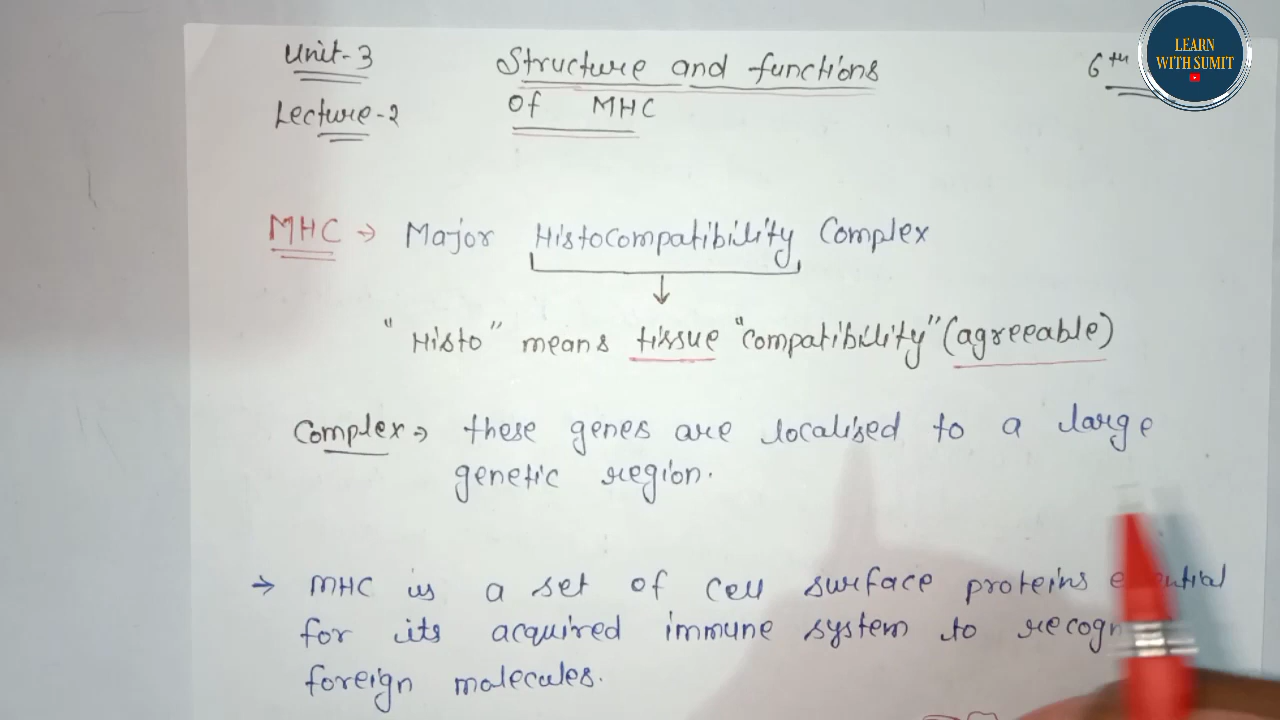 Unit-3
Structure and functions
6th
Lecture-2
Of MHC
LEARN
WITH SUMIT
MHC → Major Histocompatibility Complex
↓
"Histo" means tissue "compatibility" (agreeable)
Complex → these genes are localised to a large
genetic region.
→ MHC is a set of cell surface proteins
for its acquired immune system to
foreign molecules.